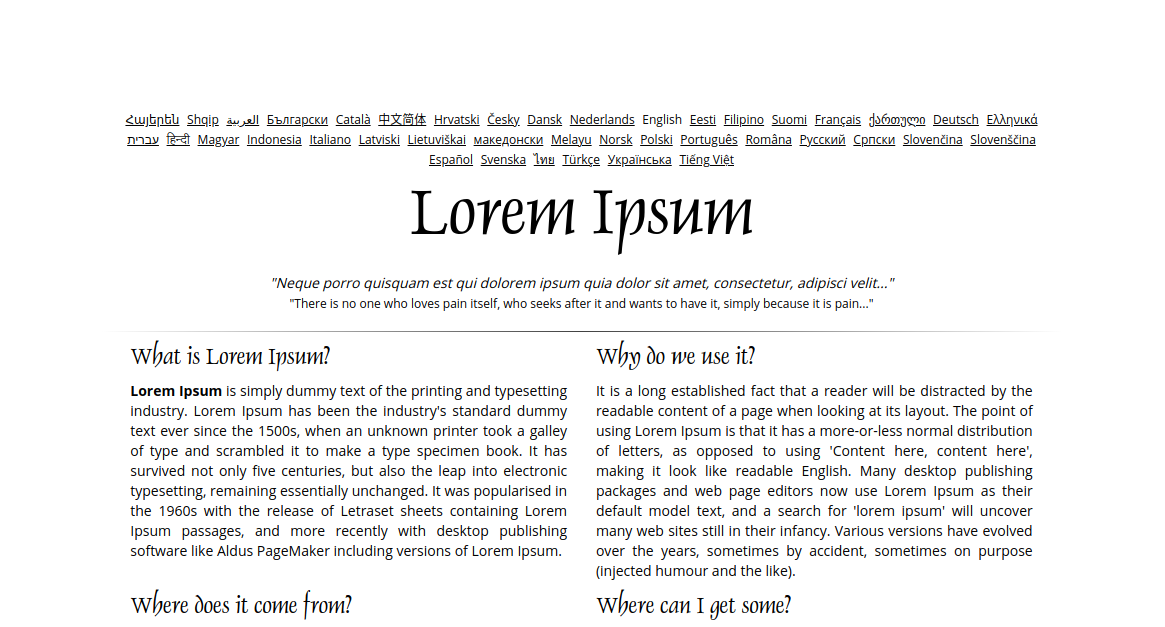 Հայերեն Shqip العربية Български Català 中文简体 Hrvatski Česky Dansk Nederlands English Eesti Filipino Suomi Français ქართული Deutsch Ελληνικά
עברית हिन्दी Magyar Indonesia Italiano Latviski Lietuviškai македонски Melayu Norsk Polski Português Româna Pyccкий Српски Slovenčina Slovenščina
Español Svenska ไทย Türkçe Українська Tiếng Việt
Lorem Ipsum
"Neque porro quisquam est qui dolorem ipsum quia dolor sit amet, consectetur, adipisci velit..."
"There is no one who loves pain itself, who seeks after it and wants to have it, simply because it is pain..."
What is Lorem Ipsum?
Lorem Ipsum is simply dummy text of the printing and typesetting
industry. Lorem Ipsum has been the industry's standard dummy
text ever since the 1500s, when an unknown printer took a galley
of type and scrambled it to make a type specimen book. It has
survived not only five centuries, but also the leap into electronic
typesetting, remaining essentially unchanged. It was popularised in
the 1960s with the release of Letraset sheets containing Lorem
Ipsum passages, and more recently with desktop publishing
software like Aldus PageMaker including versions of Lorem Ipsum.
Why do we use it?
It is a long established fact that a reader will be distracted by the
readable content of a page when looking at its layout. The point of
using Lorem Ipsum is that it has a more-or-less normal distribution
of letters, as opposed to using 'Content here, content here',
making it look like readable English. Many desktop publishing
packages and web page editors now use Lorem Ipsum as their
default model text, and a search for 'lorem ipsum' will uncover
many web sites still in their infancy. Various versions have evolved
over the years, sometimes by accident, sometimes on purpose
(injected humour and the like).
Where does it come from?
Where can I get some?